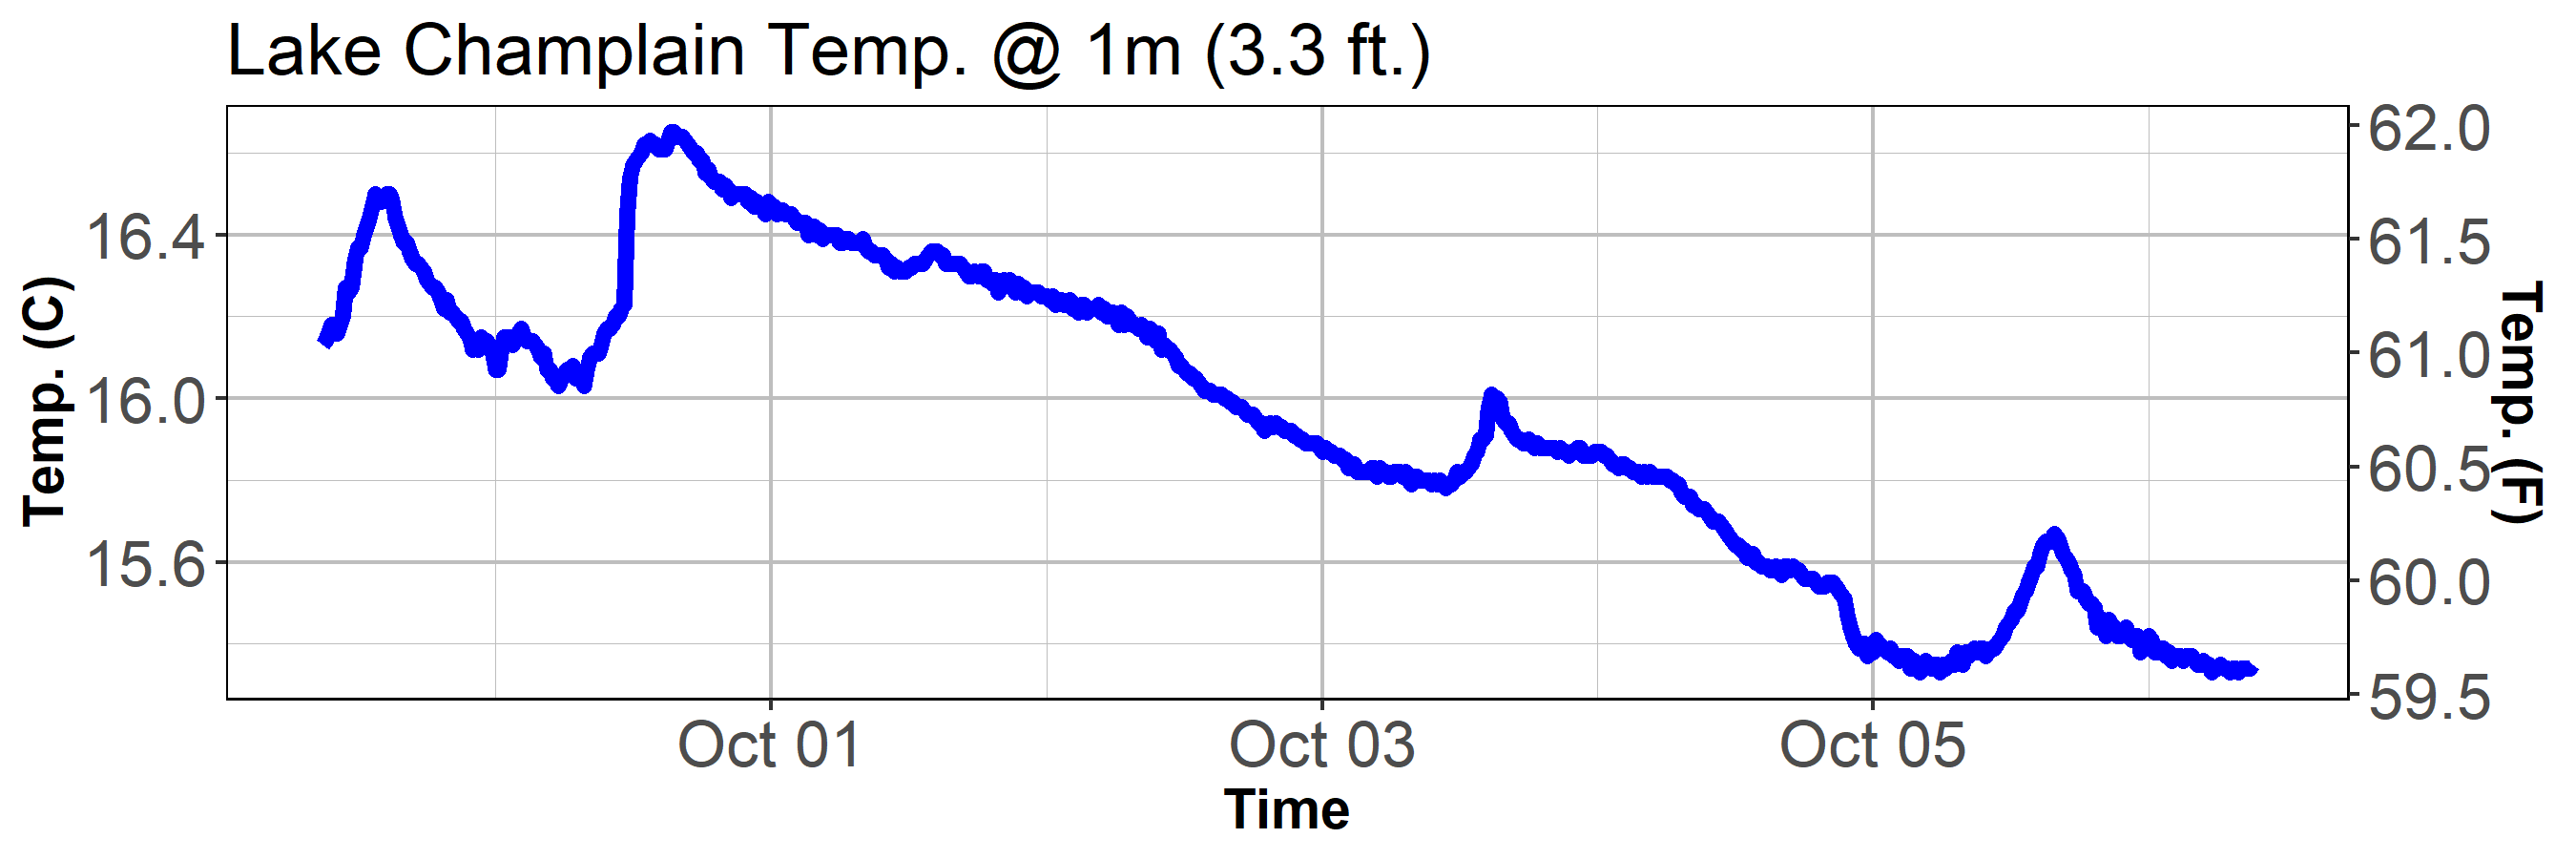 Lake Champlain Temp. @ 1m (3.3 ft.)
Temp. (C)
16.4
16.0
15.6
62.0
61.5
61.0
60.5
60.0
59.5
Temp. (F)
Oct 01
Oct 03
Oct 05
Time